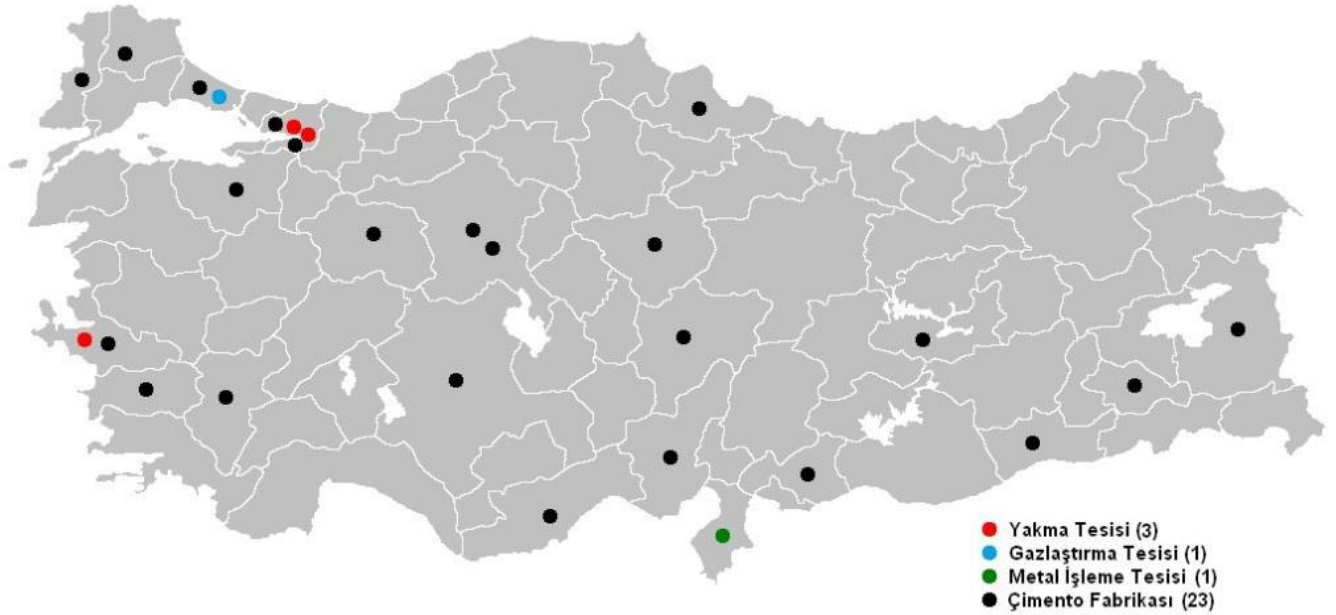 Yakma Tesisi (3)
Gazlaştırma Tesisi (1)
Metal İşleme Tesisi (1)
Çimento Fabrikası (23)